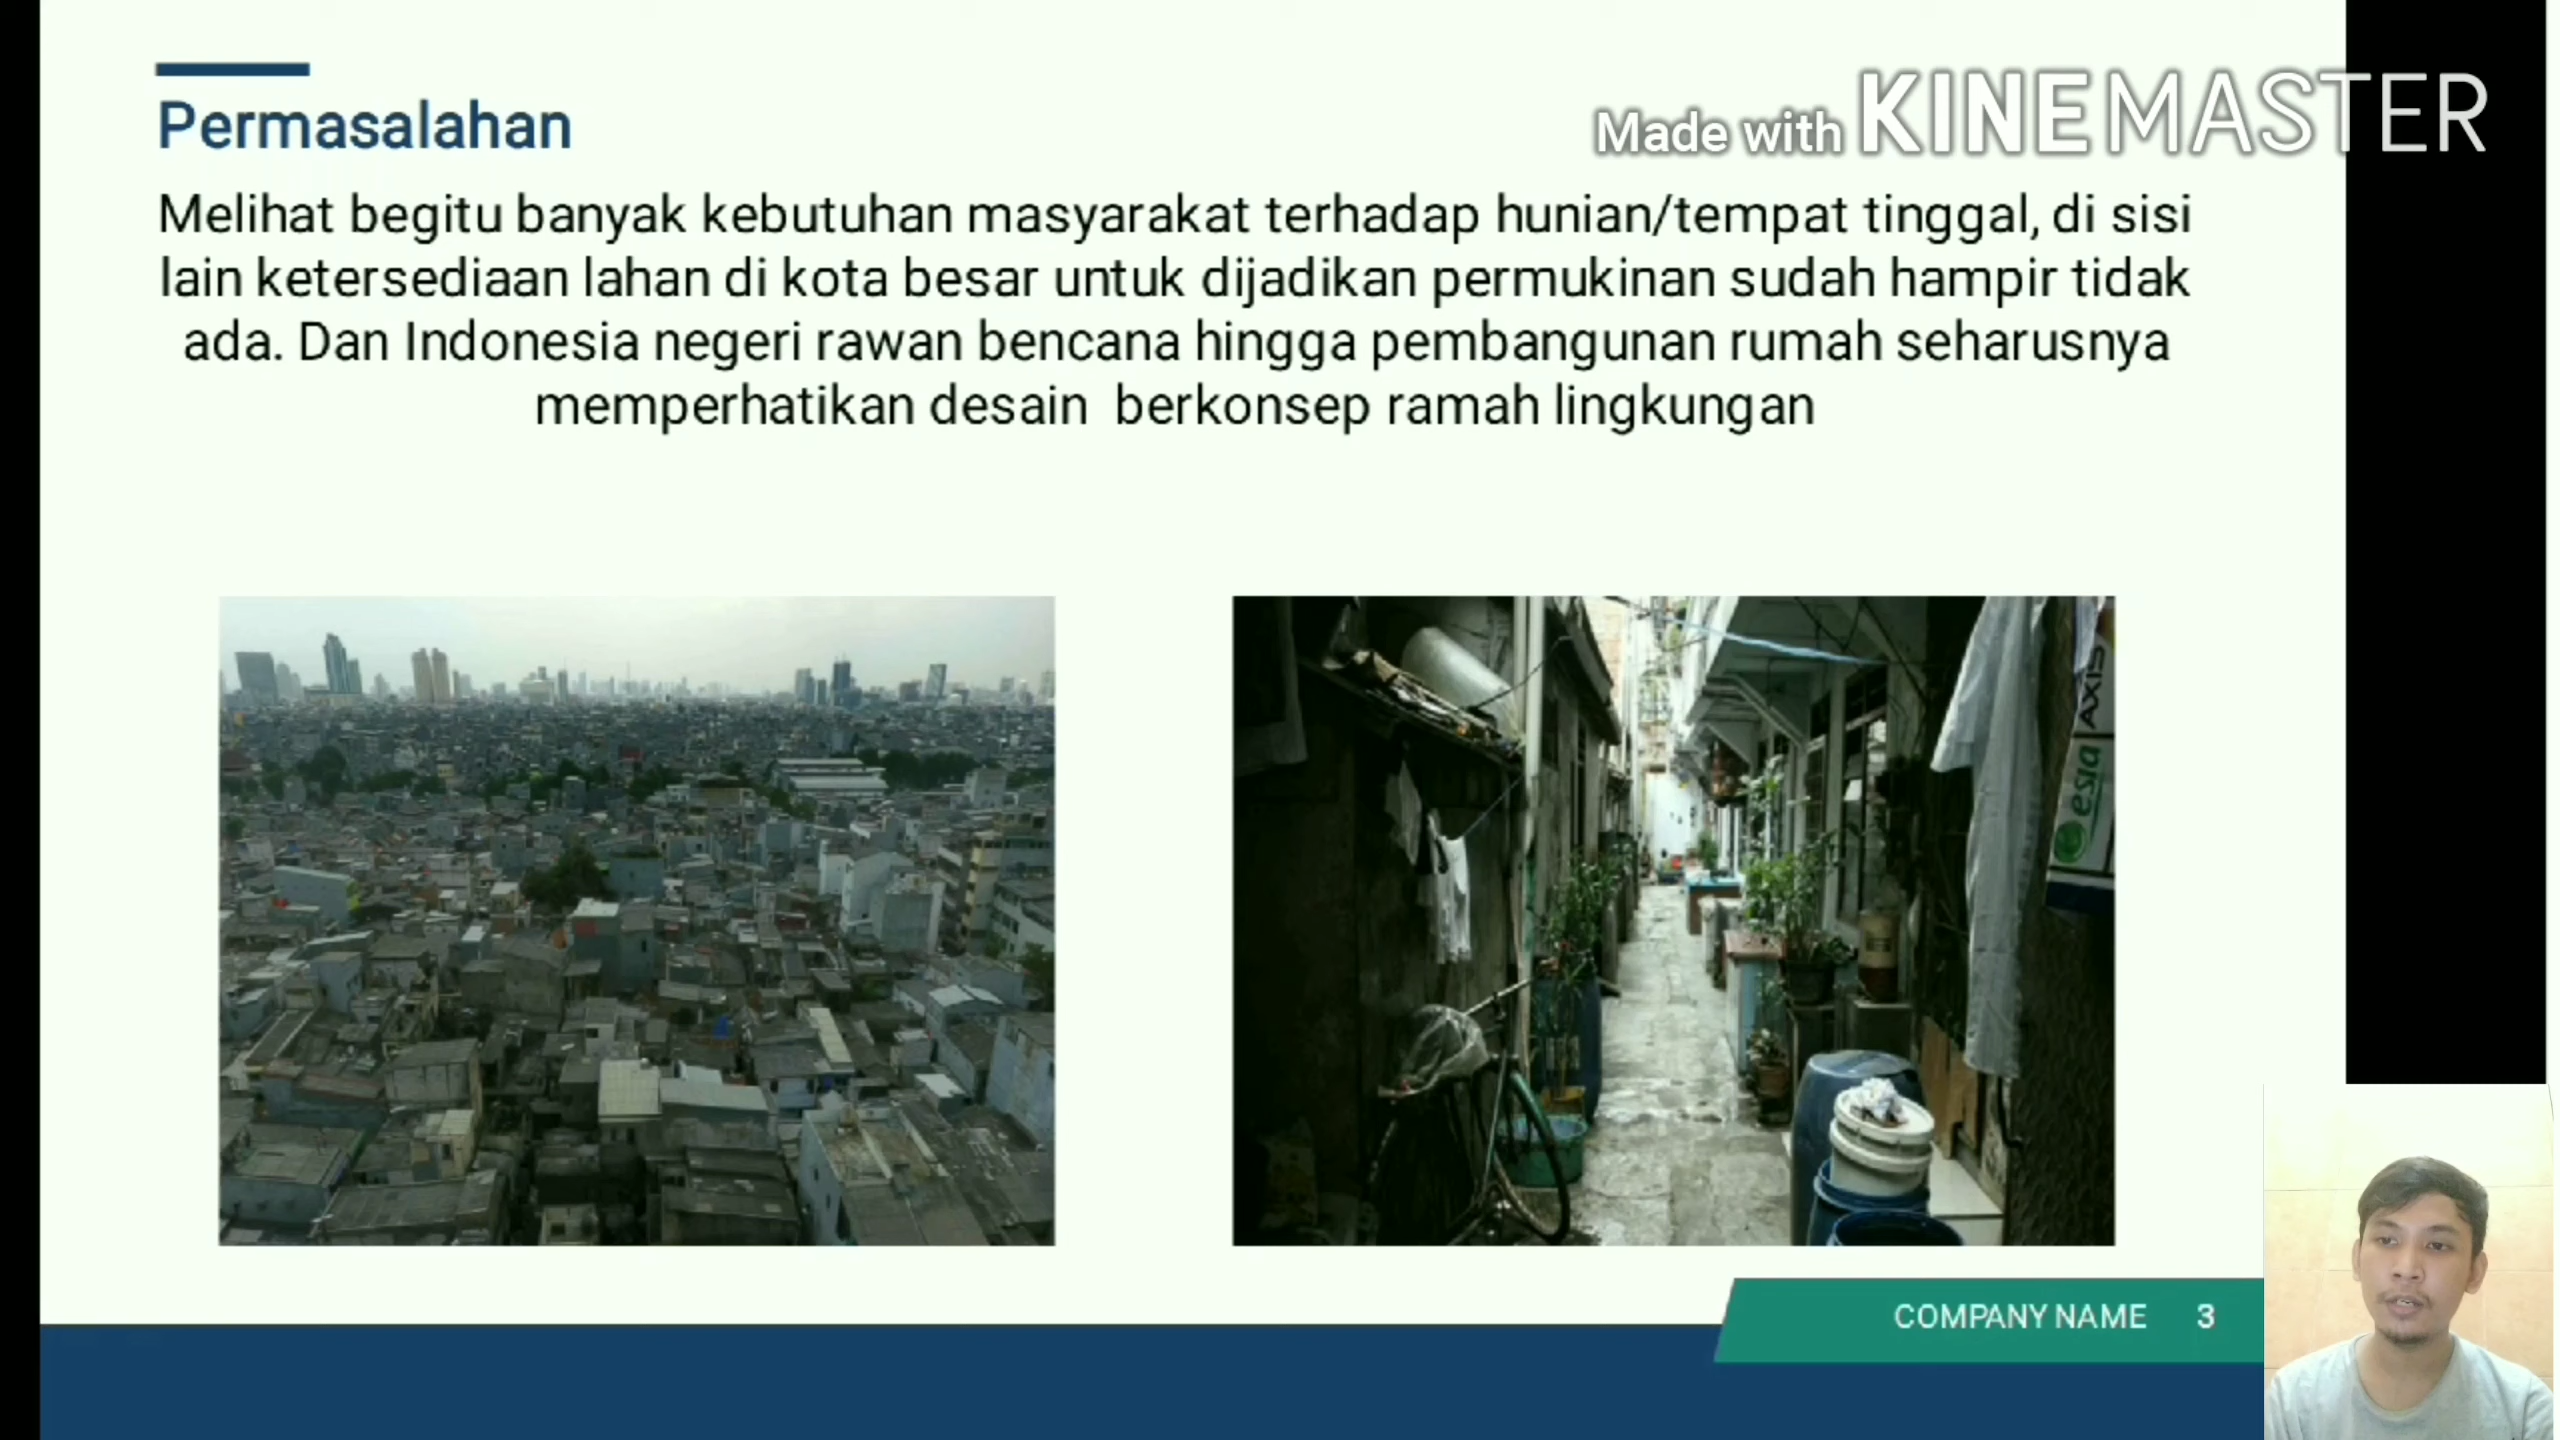 Permasalahan
Made with KINEMASTER
Melihat begitu banyak kebutuhan masyarakat terhadap hunian/tempat tinggal, di sisi
lain ketersediaan lahan di kota besar untuk dijadikan permukinan sudah hampir tidak
ada. Dan Indonesia negeri rawan bencana hingga pembangunan rumah seharusnya
memperhatikan desain  berkonsep ramah lingkungan
AXIS
esia
COMPANY NAME 3